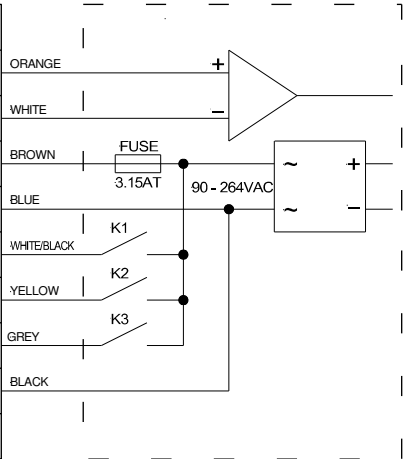 ORANGE
+
WHITE
−
BROWN
FUSE
3.15AT
90 - 264VAC
~
+
BLUE
~
−
WHITE/BLACK
K1
YELLOW
K2
GREY
K3
BLACK